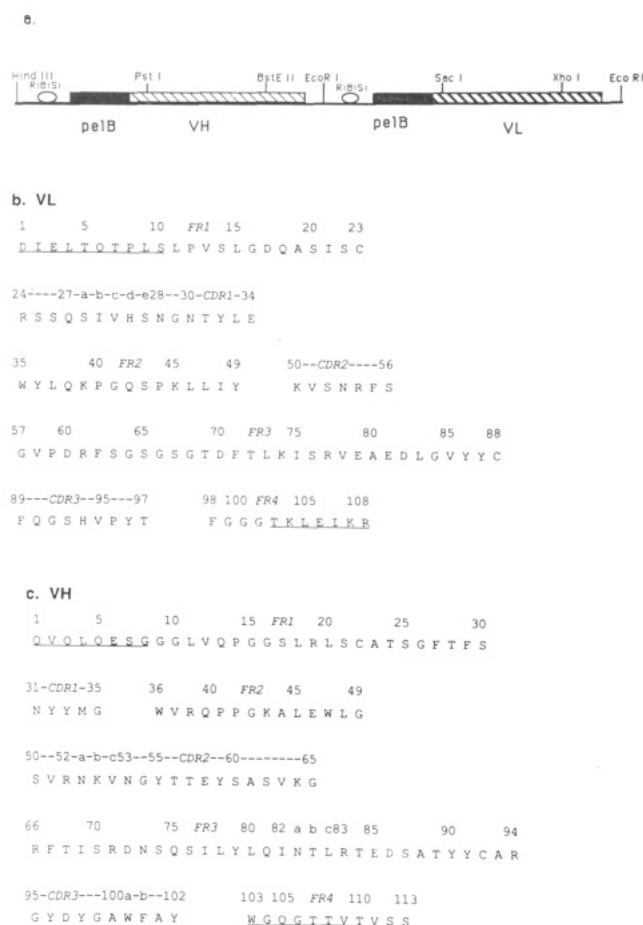 a.
Hind III Pst I BstE II EcoR I Sac I Xho I Eco RI
RiBiSi RiBiSi
pelB VH pelB VL
b. VL
1 5 10 FR1 15 20 23
D I E L T Q T P L S L P V S L G D Q A S I S C
24----27-a-b-c-d-e28--30-CDR1-34
R S S Q S I V H S N G N T Y L E
35 40 FR2 45 49 50--CDR2----56
W Y L Q K P G Q S P K L L I Y K V S N R F S
57 60 65 70 FR3 75 80 85 88
G V P D R F S G S G S G T D F T L K I S R V E A E D L G V Y Y C
89---CDR3--95---97 98 100 FR4 105 108
F Q G S H V P Y T F G G G T K L E I K R
c. VH
1 5 10 15 FR1 20 25 30
Q V Q L Q E S G G G L V Q P G G S L R L S C A T S G F T F S
31-CDR1-35 36 40 FR2 45 49
N Y Y M G W V R Q P P G K A L E W L G
50--52-a-b-c53--55--CDR2--60--------65
S V R N K V N G Y T T E Y S A S V K G
66 70 75 FR3 80 82 a b c83 85 90 94
R F T I S R D N S Q S I L Y L Q I N T L R T E D S A T Y Y C A R
95-CDR3---100a-b--102 103 105 FR4 110 113
G Y D Y G A W F A Y W G Q G T T V T V S S